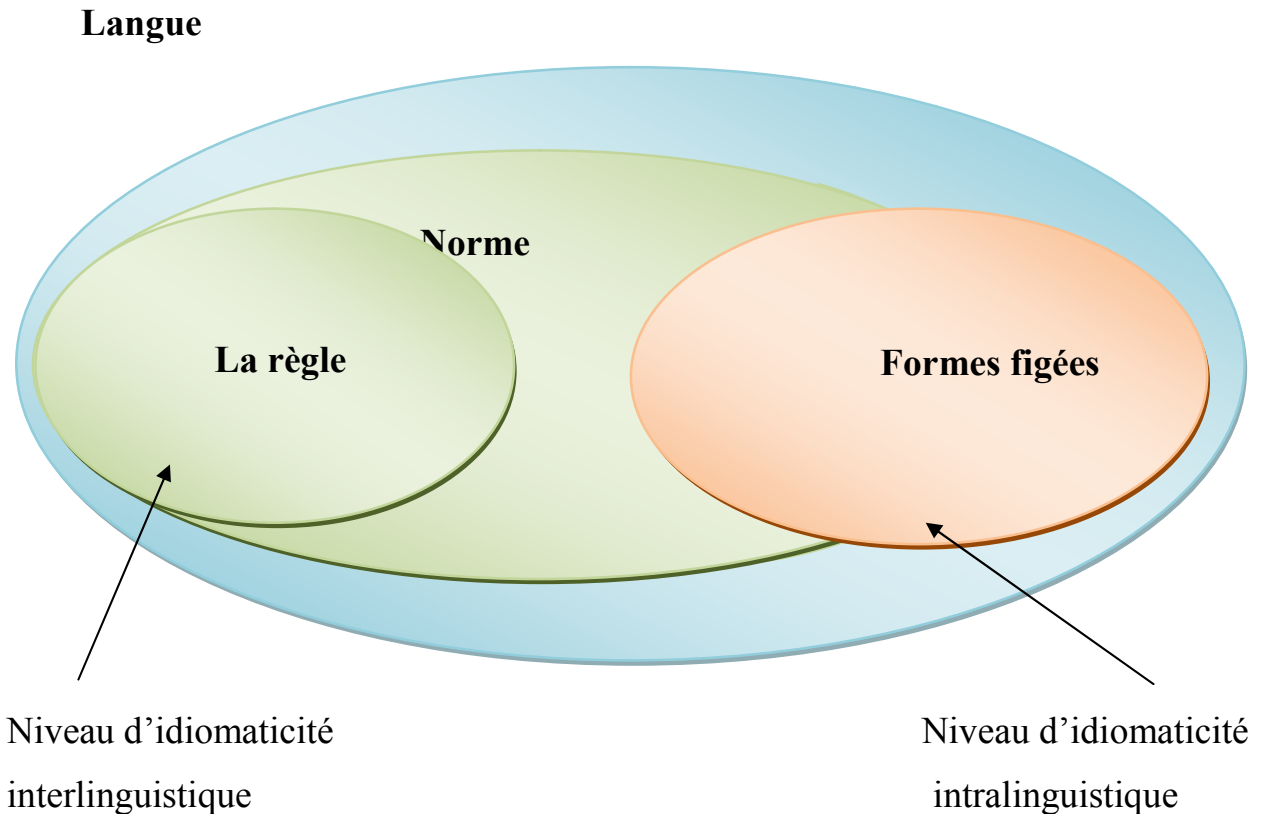 Langue
Norme
La règle
Formes figées
Niveau d’idiomaticité
interlinguistique
Niveau d’idiomaticité
intralinguistique